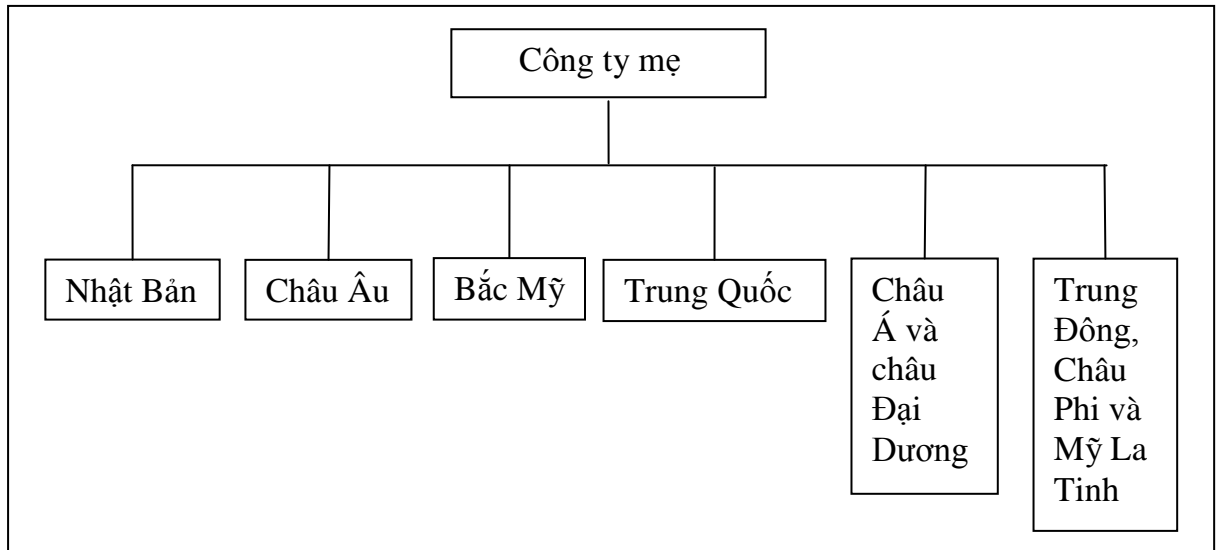 Công ty mẹ
Nhật Bản
Châu Âu
Bắc Mỹ
Trung Quốc
Châu
Á và
châu
Đại
Dương
Trung
Đông,
Châu
Phi và
Mỹ La
Tinh